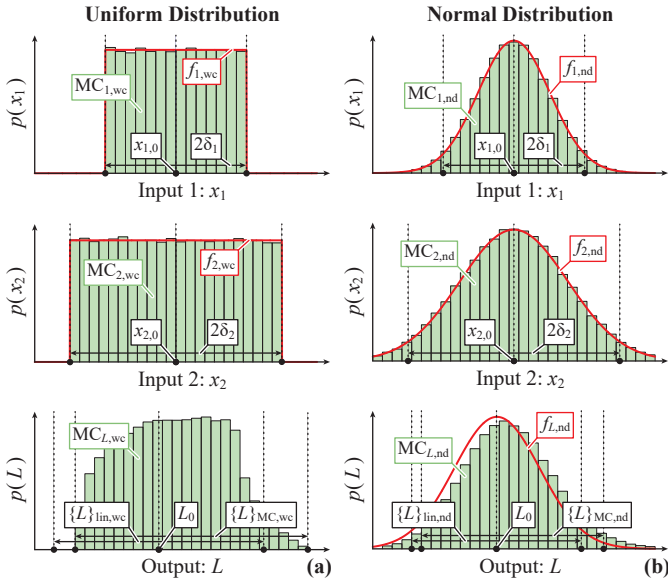 Uniform Distribution
p(x₁)
MC₁,wc
f₁,wc
x₁,₀
2δ₁
Input 1: x₁
p(x₂)
MC₂,wc
f₂,wc
x₂,₀
2δ₂
Input 2: x₂
p(L)
MC_L,wc
{L}lin,wc
L₀
{L}MC,wc
Output: L
(a)
Normal Distribution
p(x₁)
MC₁,nd
f₁,nd
x₁,₀
2δ₁
Input 1: x₁
p(x₂)
MC₂,nd
f₂,nd
x₂,₀
2δ₂
Input 2: x₂
p(L)
MC_L,nd
f_L,nd
{L}lin,nd
L₀
{L}MC,nd
Output: L
(b)